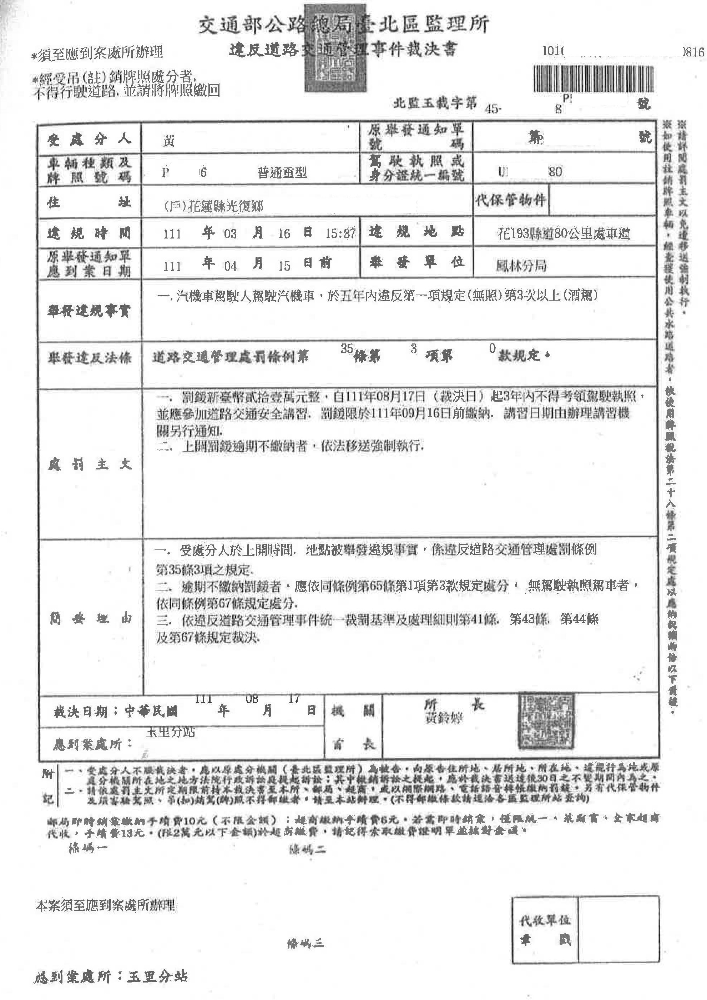 交通部公路總局臺北區監理所
違反道路交通管理事件裁決書
*須至應到案處所辦理
*經受吊(註)銷牌照處分者,
不得行駛道路, 並請將牌照繳回
101
0816
北監玉裁字第 45- 8 P 號
受處分人 黃
原舉發通知單號碼 第 號
車輛種類及牌照號碼 P 6 普通重型
駕駛執照或身分證統一編號 U 80
住址 (戶)花蓮縣光復鄉
代保管物件
違規時間 111 年 03 月 16 日 15:37
違規地點 花193縣道80公里處車道
原舉發通知單應到案日期 111 年 04 月 15 日前
舉發單位 鳳林分局
舉發違規事實
一. 汽機車駕駛人駕駛汽機車，於五年內違反第一項規定(無照)第3次以上(酒駕)
舉發違反法條 道路交通管理處罰條例第 35 條第 3 項第 0 款規定。
處罰主文
一. 罰鍰新臺幣貳拾壹萬元整，自111年08月17日（裁決日）起3年內不得考領駕駛執照，
並應參加道路交通安全講習. 罰鍰限於111年09月16日前繳納. 講習日期由辦理講習機
關另行通知.
二. 上開罰鍰逾期不繳納者，依法移送強制執行.
簡要理由
一. 受處分人於上開時間. 地點被舉發違規事實，係違反道路交通管理處罰條例
第35條3項之規定.
二. 逾期不繳納罰鍰者，應依同條例第65條第1項第3款規定處分， 無駕駛執照駕車者，
依同條例第67條規定處分.
三. 依違反道路交通管理事件統一裁罰基準及處理細則第41條. 第43條. 第44條
及第67條規定裁決.
裁決日期：中華民國 111 年 08 月 17 日
應到案處所： 玉里分站
機關首長
所長
黃鈴婷
※請詳閱處罰主文以免遭移送強制執行。
※如使用註銷牌照車輛，經查獲使用公共水路道路者，依使用牌照稅法第二十八條第二項規定處以應納稅額兩倍以下罰鍰。
附記
一、受處分人不服裁決者，應以原處分機關（臺北區監理所）為被告，向原告住所地、居所地、所在地、違規行為地或原
處分機關所在地之地方法院行政訴訟庭提起訴訟；其中撤銷訴訟之提起，應於裁決書送達後30日之不變期間內為之。
二、請依處罰主文所定期限前持本裁決書至本所、郵局、超商，或以網際網路、電話語音轉帳繳納罰鍰。另有代保管物件
及須審驗駕照、吊(扣)銷駕(牌)照不得郵繳者，請至本站辦理。(不得郵繳條款請逕洽各區監理所站查詢)
郵局即時銷案繳納手續費10元（不限金額）；超商繳納手續費6元。若需即時銷案，僅限統一、萊爾富、全家超商
代收，手續費13元。(限2萬元以下金額)於超商繳費，請記得索取繳費證明單並核對金額。
條碼一
條碼二
本案須至應到案處所辦理
代收單位
章戳
條碼三
應到案處所：玉里分站